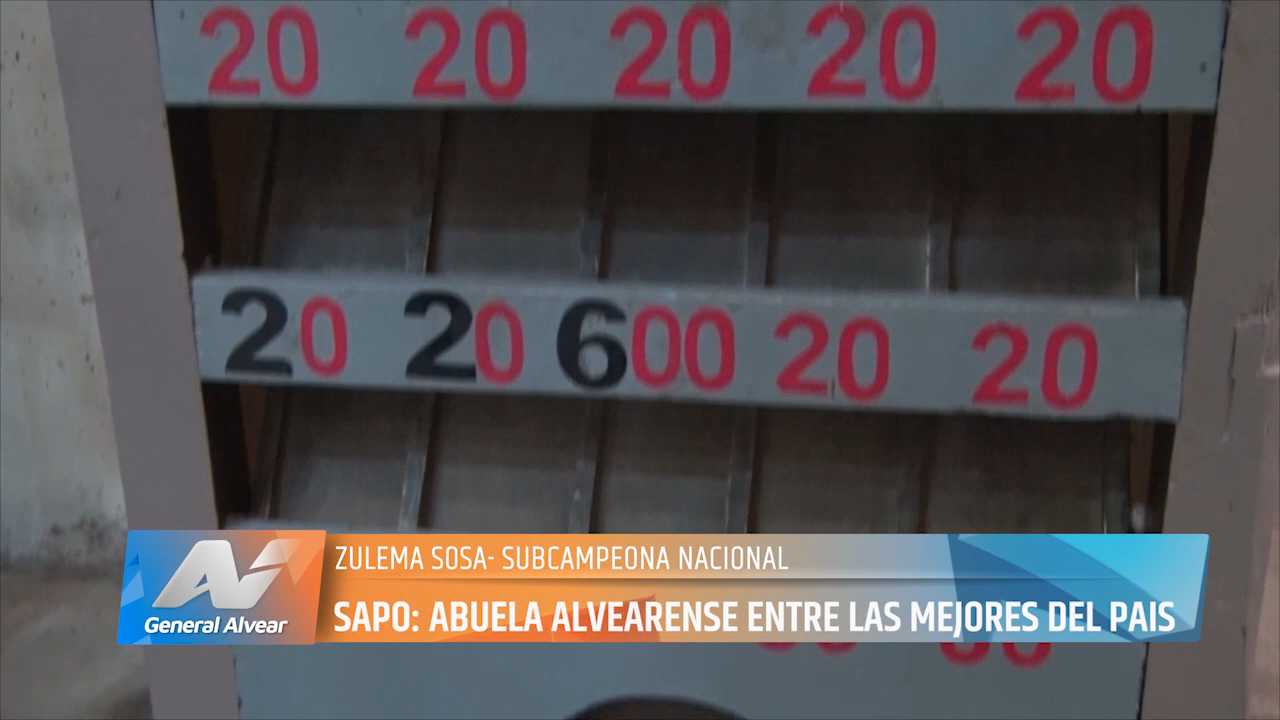 20 20 20 20 20
20 20 600 20 20
ZULEMA SOSA- SUBCAMPEONA NACIONAL
SAPO: ABUELA ALVEARENSE ENTRE LAS MEJORES DEL PAIS
AV
General Alvear